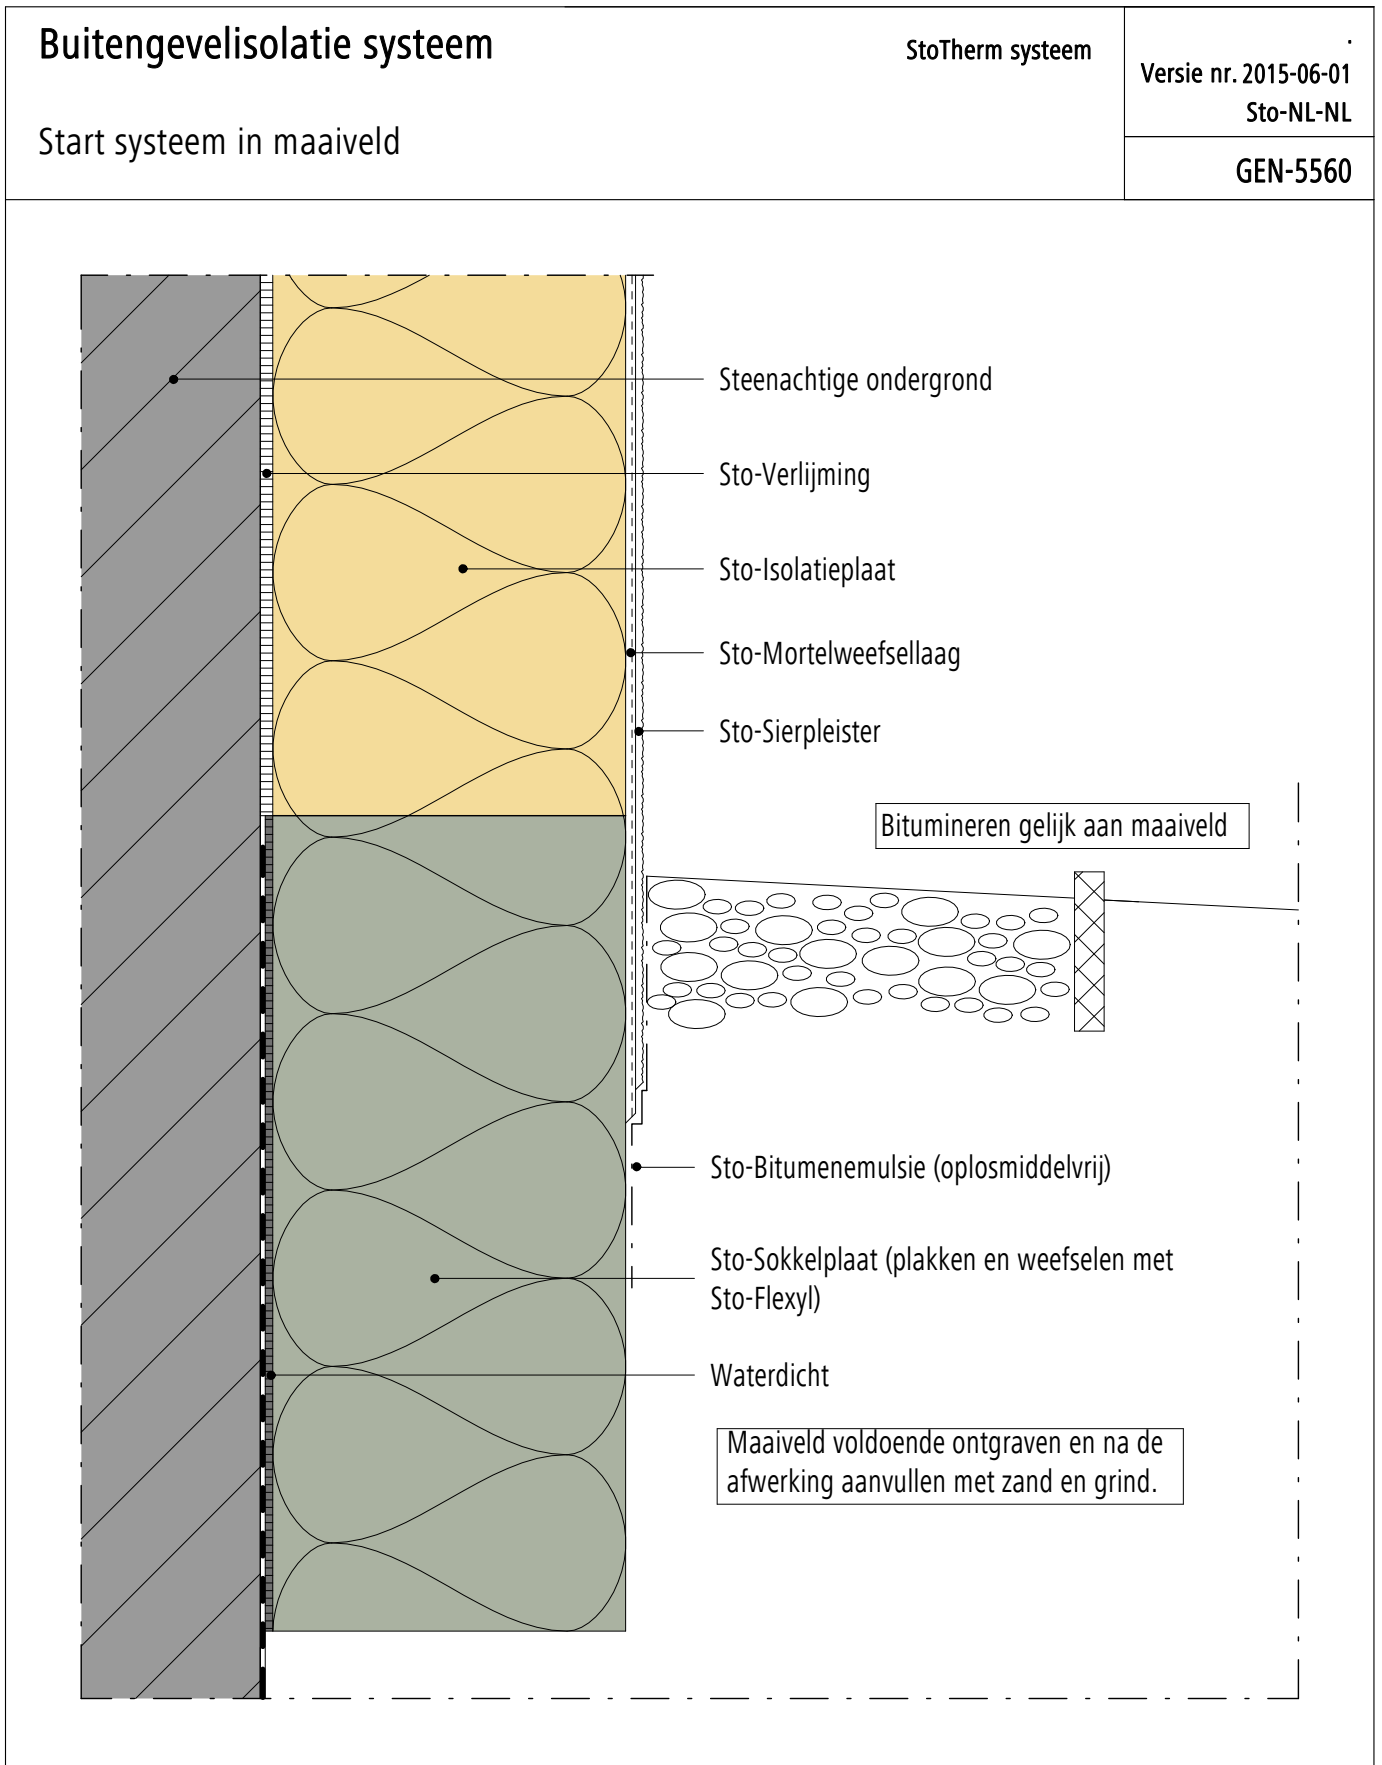 Buitengevelisolatie systeem
StoTherm systeem
.
Versie nr. 2015-06-01
Sto-NL-NL
Start systeem in maaiveld
GEN-5560
Steenachtige ondergrond
Sto-Verlijming
Sto-Isolatieplaat
Sto-Mortelweefsellaag
Sto-Sierpleister
Bitumineren gelijk aan maaiveld
Sto-Bitumenemulsie (oplosmiddelvrij)
Sto-Sokkelplaat (plakken en weefselen met
Sto-Flexyl)
Waterdicht
Maaiveld voldoende ontgraven en na de
afwerking aanvullen met zand en grind.